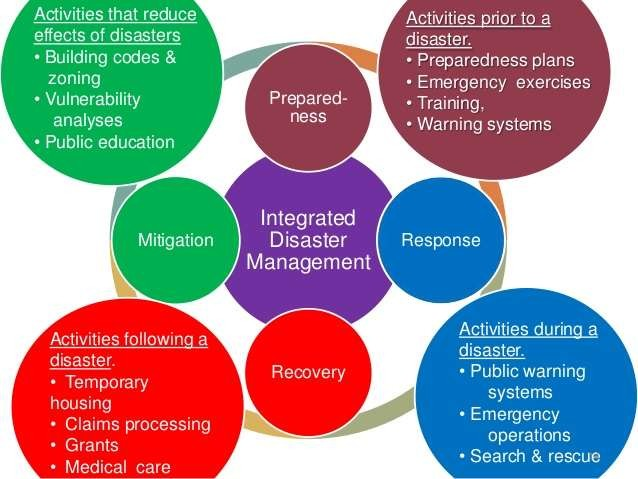 Activities that reduce
effects of disasters
• Building codes &
zoning
• Vulnerability
analyses
• Public education
Activities prior to a
disaster.
• Preparedness plans
• Emergency exercises
• Training,
• Warning systems
Prepared-
ness
Mitigation
Integrated
Disaster
Management
Response
Recovery
Activities following a
disaster.
• Temporary
housing
• Claims processing
• Grants
• Medical care
Activities during a
disaster.
• Public warning
systems
• Emergency
operations
• Search & rescue